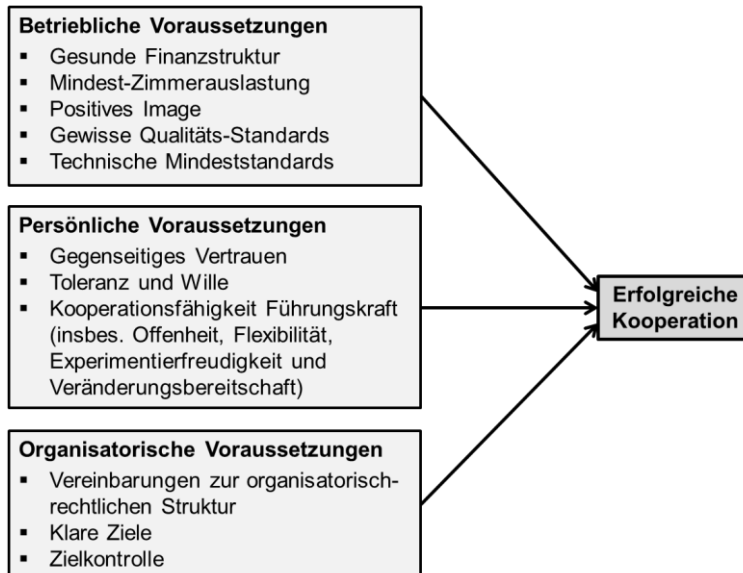 Betriebliche Voraussetzungen
▪ Gesunde Finanzstruktur
▪ Mindest-Zimmerauslastung
▪ Positives Image
▪ Gewisse Qualitäts-Standards
▪ Technische Mindeststandards
Persönliche Voraussetzungen
▪ Gegenseitiges Vertrauen
▪ Toleranz und Wille
▪ Kooperationsfähigkeit Führungskraft
(insbes. Offenheit, Flexibilität,
Experimentierfreudigkeit und
Veränderungsbereitschaft)
Organisatorische Voraussetzungen
▪ Vereinbarungen zur organisatorisch-
rechtlichen Struktur
▪ Klare Ziele
▪ Zielkontrolle
Erfolgreiche
Kooperation